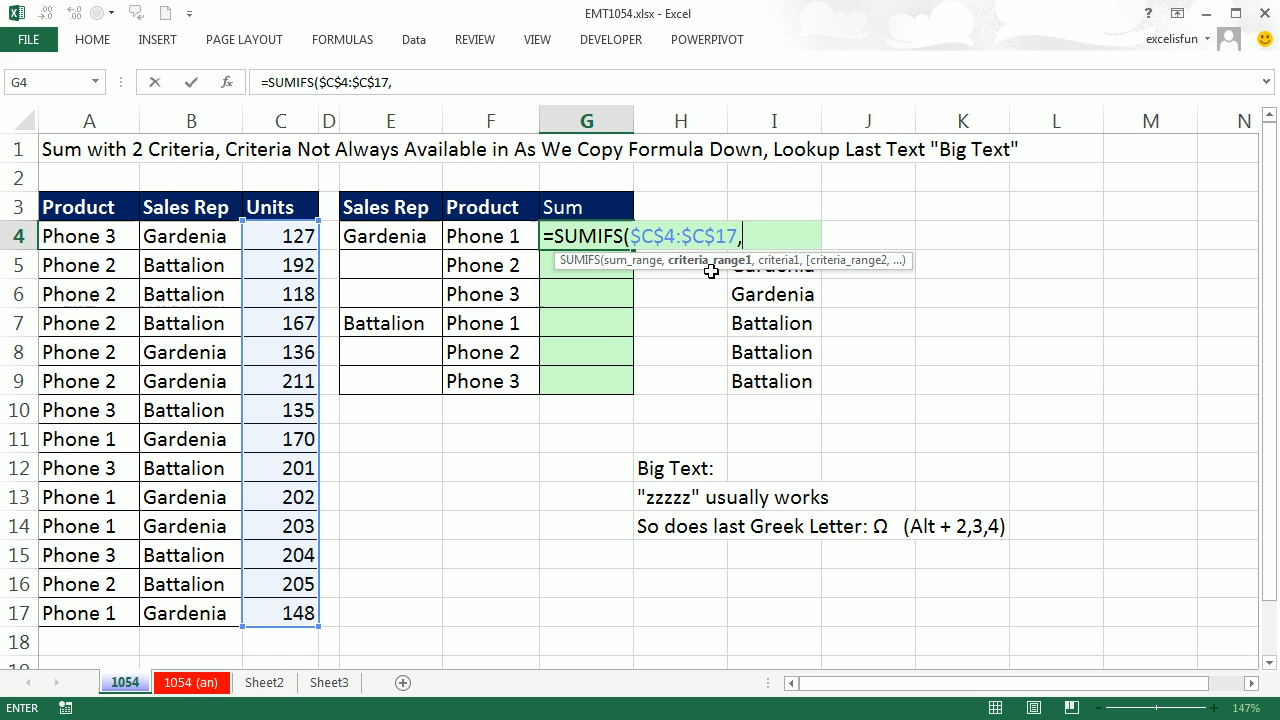 EMT1054.xlsx - Excel
FILE HOME INSERT PAGE LAYOUT FORMULAS Data REVIEW VIEW DEVELOPER POWERPIVOT excelisfun
G4 fx =SUMIFS($C$4:$C$17,
A B C D E F G H I J K L M N
1 Sum with 2 Criteria, Criteria Not Always Available in As We Copy Formula Down, Lookup Last Text "Big Text"
2
3 Product Sales Rep Units Sales Rep Product Sum
4 Phone 3 Gardenia 127 Gardenia Phone 1 =SUMIFS($C$4:$C$17,
SUMIFS(sum_range, criteria_range1, criteria1, [criteria_range2, ...)
5 Phone 2 Battalion 192 Phone 2 Gardenia
6 Phone 2 Battalion 118 Phone 3 Gardenia
7 Phone 2 Battalion 167 Battalion Phone 1 Battalion
8 Phone 2 Gardenia 136 Phone 2 Battalion
9 Phone 2 Gardenia 211 Phone 3 Battalion
10 Phone 3 Battalion 135
11 Phone 1 Gardenia 170
12 Phone 3 Battalion 201 Big Text:
13 Phone 1 Gardenia 202 "zzzzz" usually works
14 Phone 1 Gardenia 203 So does last Greek Letter: Ω (Alt + 2,3,4)
15 Phone 3 Battalion 204
16 Phone 2 Battalion 205
17 Phone 1 Gardenia 148
18
19
1054 1054 (an) Sheet2 Sheet3
ENTER 147%